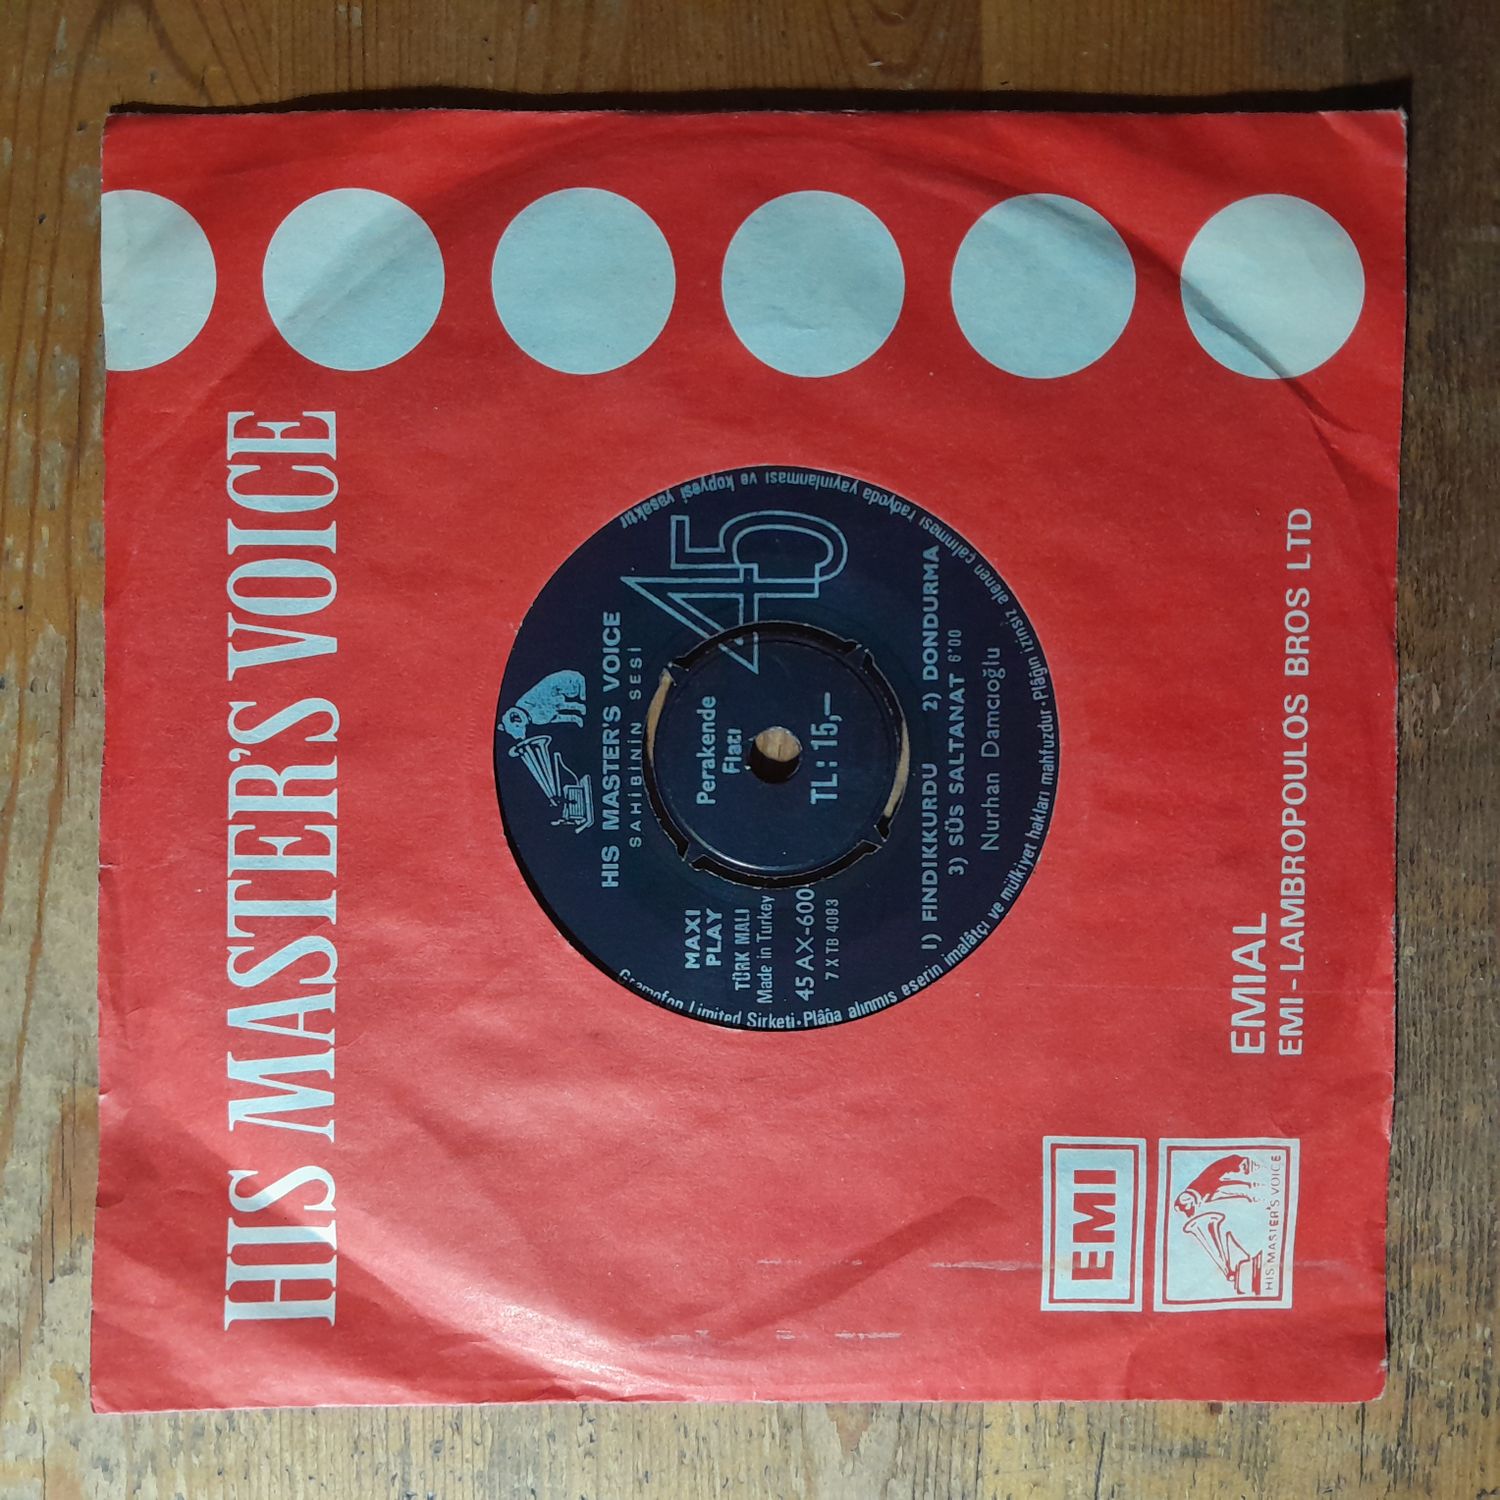 HIS MASTER'S VOICE
HIS MASTER'S VOICE
SAHİBİNİN SESİ
45
MAXI
PLAY
TÜRK MALI
Made in Turkey
45 AX-600
7 X TB 4093
Perakende
Fiatı
TL: 15,—
1) FINDIKKURDU 2) DONDURMA
3) SÜS SALTANAT 6'00
Nurhan Damcıoğlu
Gramofon Limited Şirketi • Plâğa alınmış eserin imalâtçı ve mülkiyet hakları mahfuzdur • Plâğın izinsiz alenen çalınması radyoda yayınlanması ve kopyesi yasaktır
EMIAL
EMI-LAMBROPOULOS BROS LTD
EMI
HIS MASTER'S VOICE